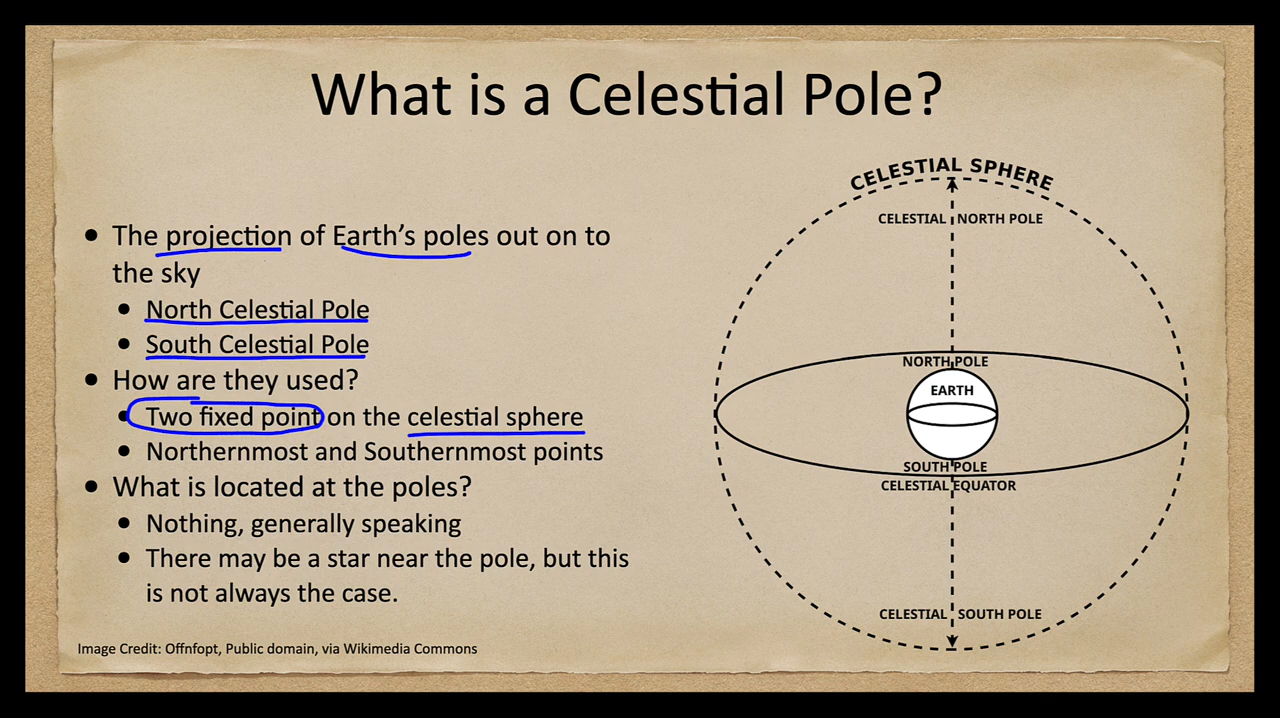 What is a Celestial Pole?
The projection of Earth's poles out on to
the sky
North Celestial Pole
South Celestial Pole
How are they used?
Two fixed point on the celestial sphere
Northernmost and Southernmost points
What is located at the poles?
Nothing, generally speaking
There may be a star near the pole, but this
is not always the case.
Image Credit: Offnfopt, Public domain, via Wikimedia Commons
CELESTIAL SPHERE
CELESTIAL NORTH POLE
NORTH POLE
EARTH
SOUTH POLE
CELESTIAL EQUATOR
CELESTIAL SOUTH POLE